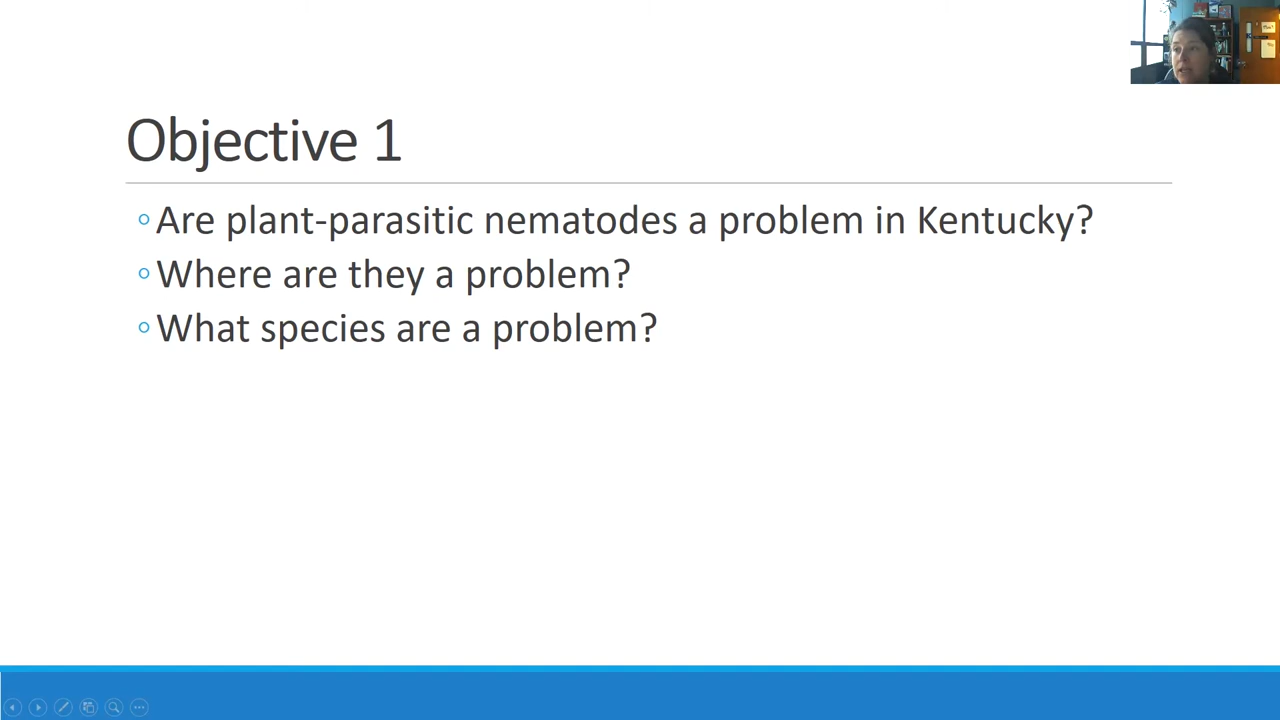 Objective 1
Are plant-parasitic nematodes a problem in Kentucky?
Where are they a problem?
What species are a problem?